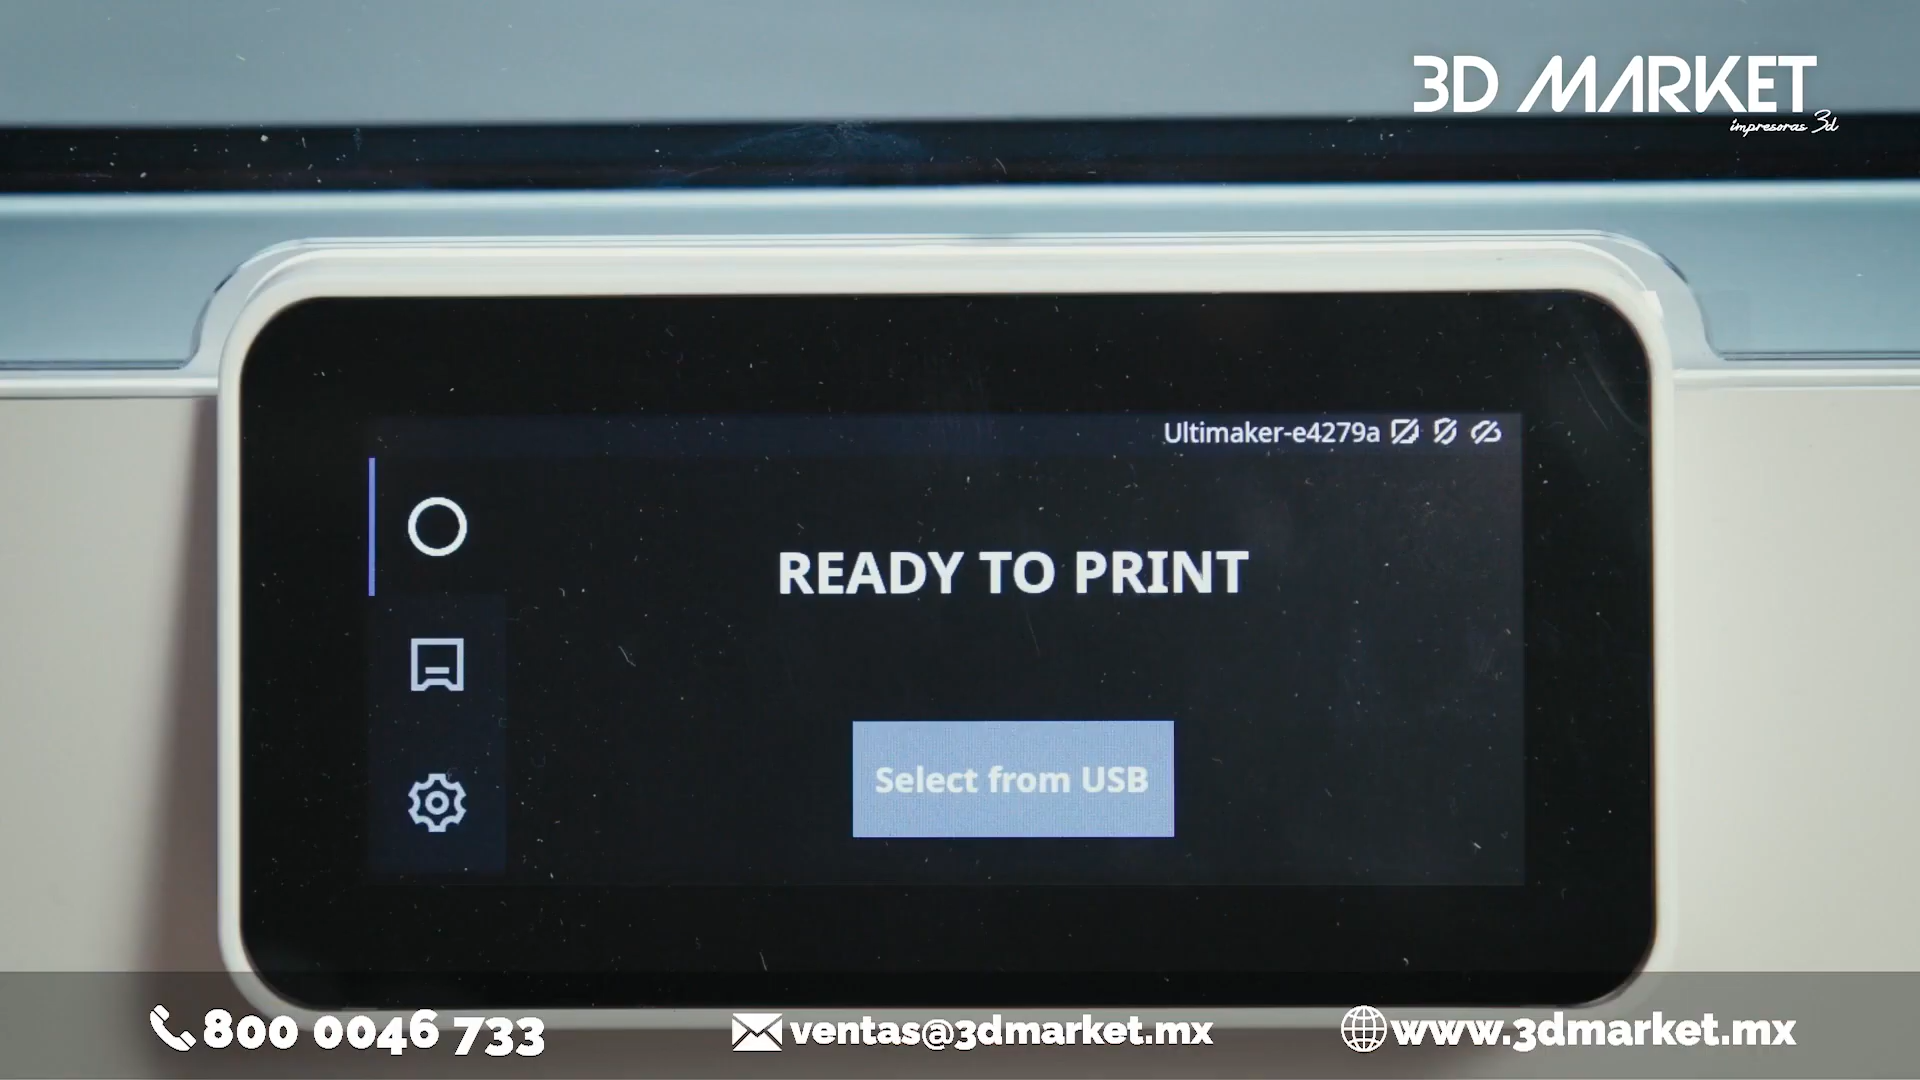 3D MARKET
impresoras 3d
Ultimaker-e4279a
READY TO PRINT
Select from USB
800 0046 733
ventas@3dmarket.mx
www.3dmarket.mx